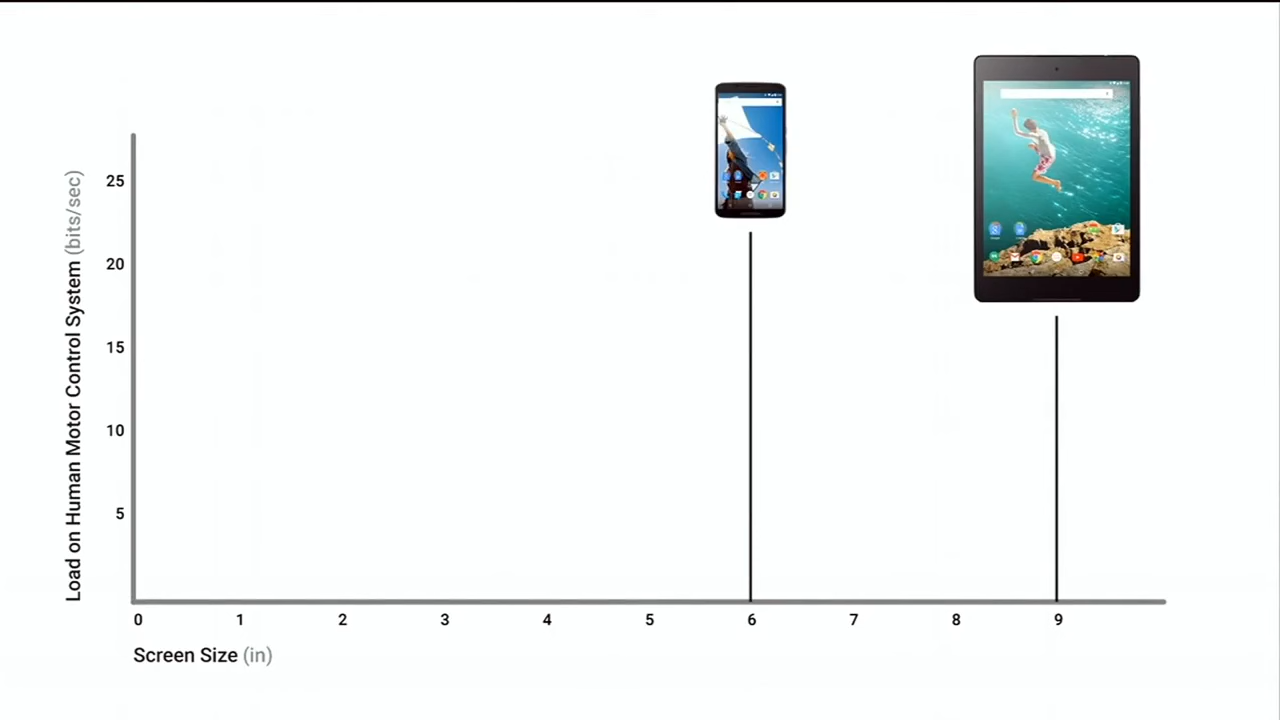 25
20
15
10
5
Load on Human Motor Control System (bits/sec)
0 1 2 3 4 5 6 7 8 9
Screen Size (in)